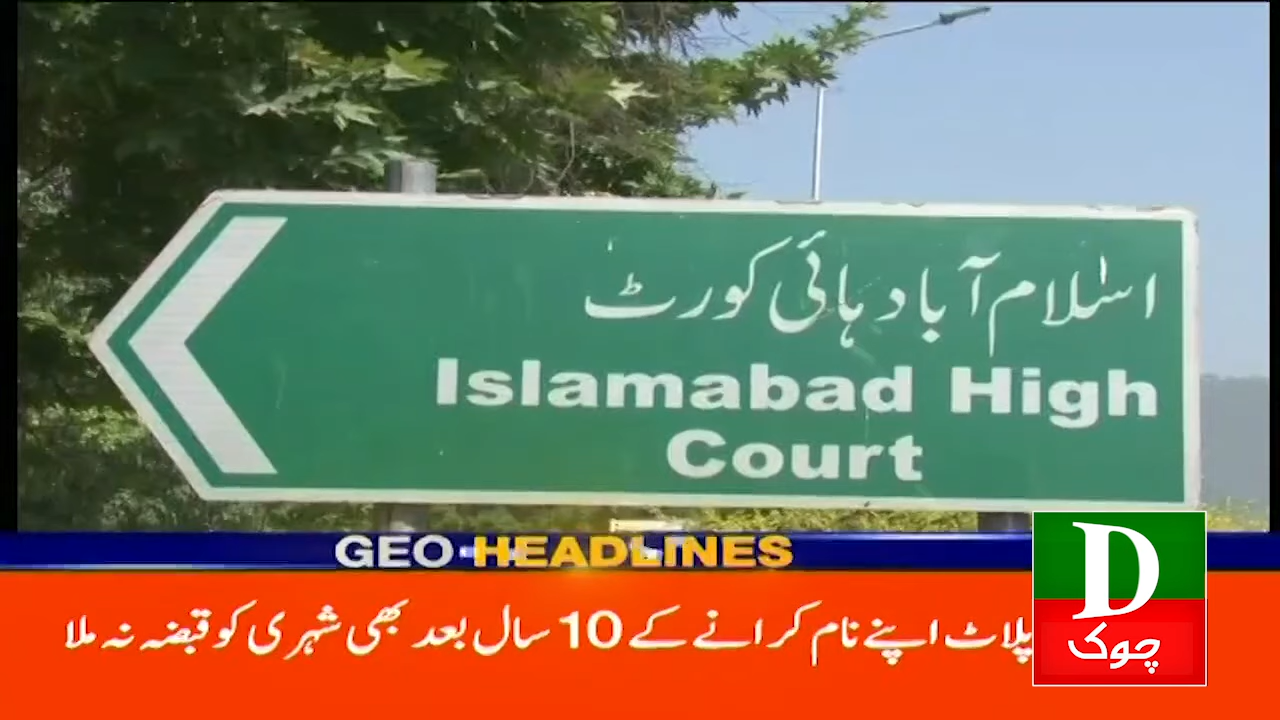 اسلام آباد ہائی کورٹ
Islamabad High
Court
GEO HEADLINES
پلاٹ اپنے نام کرانے کے 10 سال بعد بھی شہری کو قبضہ نہ ملا
D
چوک